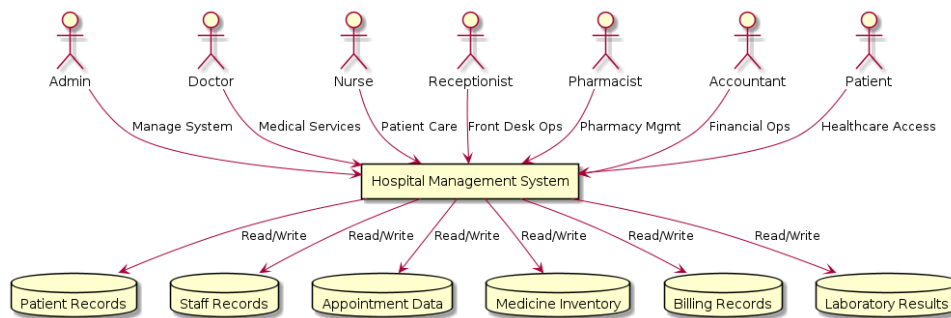 Admin
Doctor
Nurse
Receptionist
Pharmacist
Accountant
Patient
Manage System
Medical Services
Patient Care
Front Desk Ops
Pharmacy Mgmt
Financial Ops
Healthcare Access
Hospital Management System
Read/Write
Read/Write
Read/Write
Read/Write
Read/Write
Read/Write
Patient Records
Staff Records
Appointment Data
Medicine Inventory
Billing Records
Laboratory Results